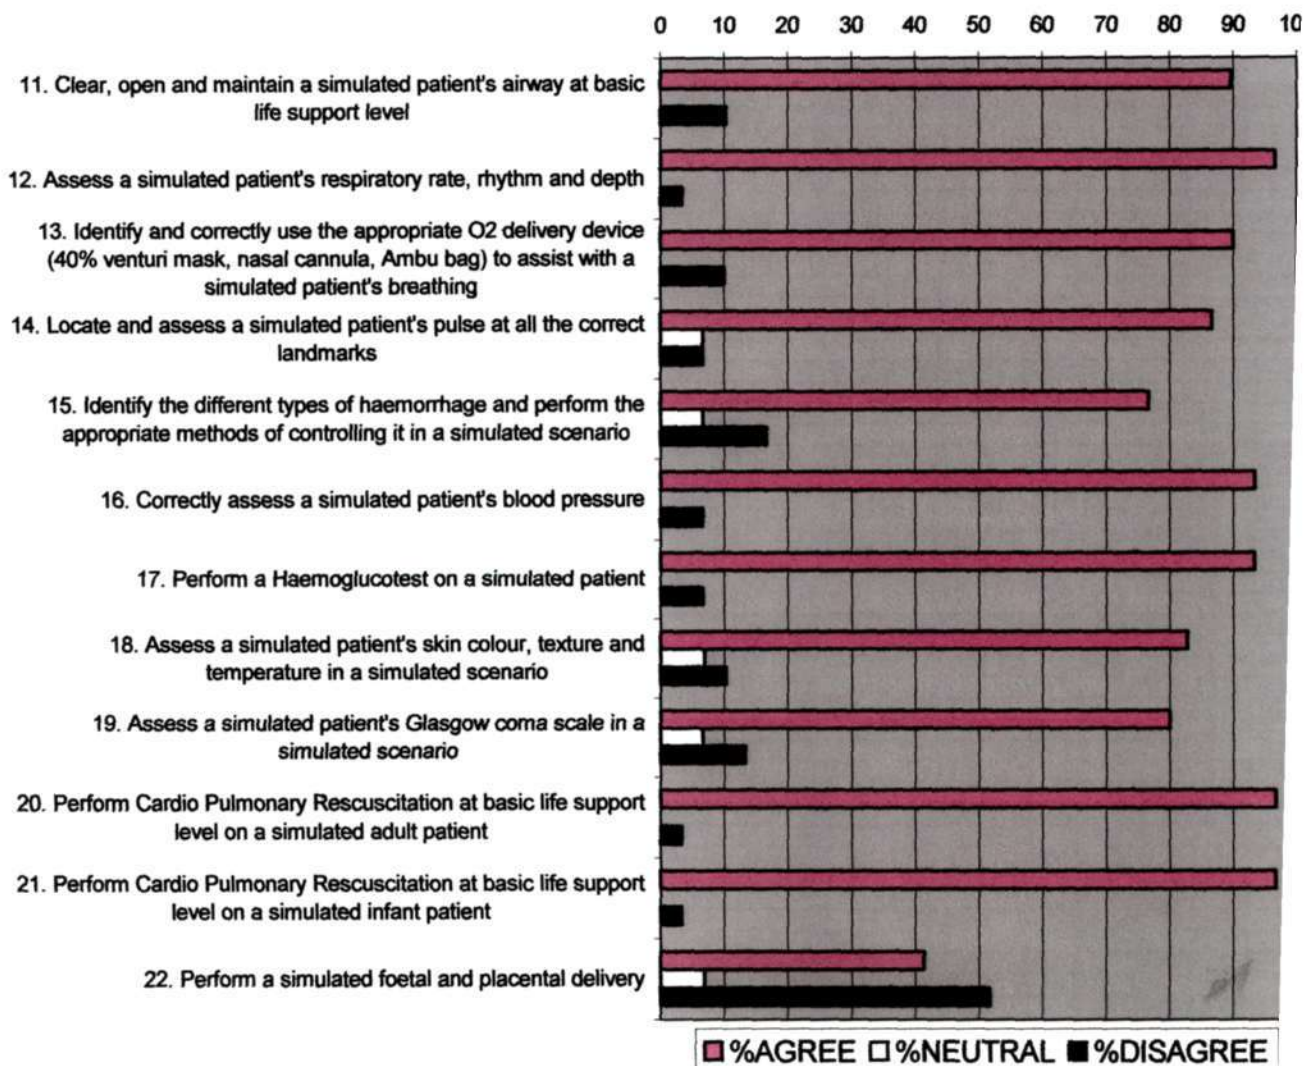 0 10 20 30 40 50 60 70 80 90 10
11. Clear, open and maintain a simulated patient's airway at basic
life support level
12. Assess a simulated patient's respiratory rate, rhythm and depth
13. Identify and correctly use the appropriate O2 delivery device
(40% venturi mask, nasal cannula, Ambu bag) to assist with a
simulated patient's breathing
14. Locate and assess a simulated patient's pulse at all the correct
landmarks
15. Identify the different types of haemorrhage and perform the
appropriate methods of controlling it in a simulated scenario
16. Correctly assess a simulated patient's blood pressure
17. Perform a Haemoglucotest on a simulated patient
18. Assess a simulated patient's skin colour, texture and
temperature in a simulated scenario
19. Assess a simulated patient's Glasgow coma scale in a
simulated scenario
20. Perform Cardio Pulmonary Rescuscitation at basic life support
level on a simulated adult patient
21. Perform Cardio Pulmonary Rescuscitation at basic life support
level on a simulated infant patient
22. Perform a simulated foetal and placental delivery
%AGREE %NEUTRAL %DISAGREE